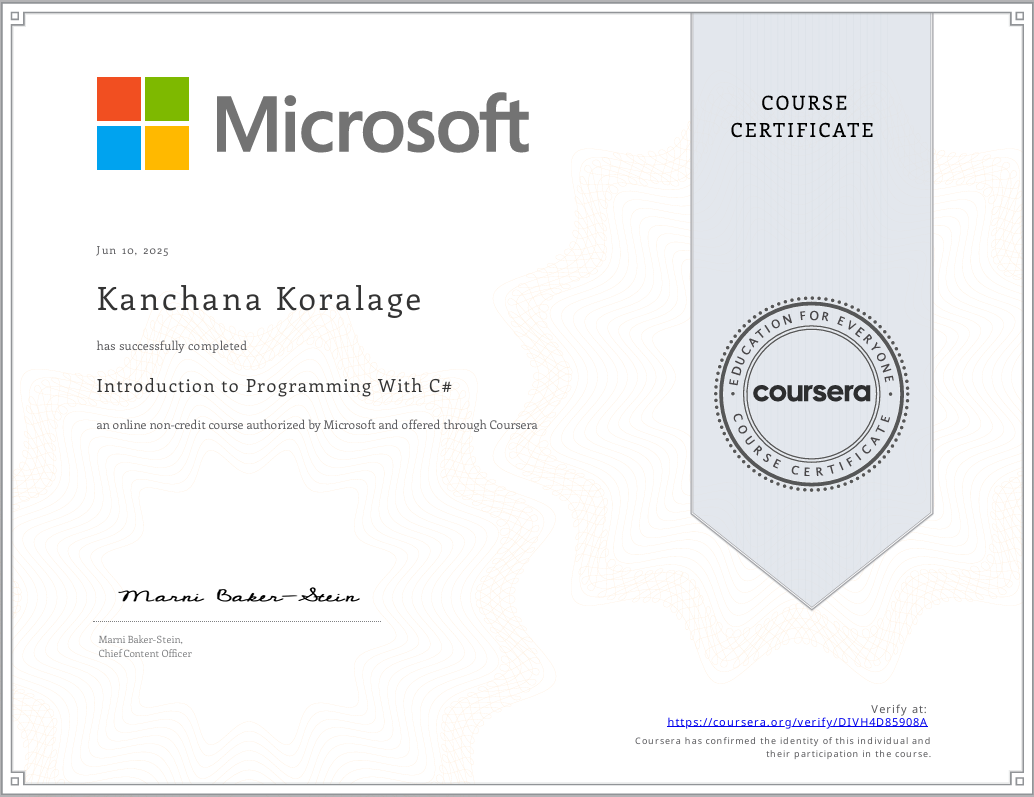 Microsoft
COURSE
CERTIFICATE
Jun 10, 2025
Kanchana Koralage
has successfully completed
Introduction to Programming With C#
an online non-credit course authorized by Microsoft and offered through Coursera
EDUCATION FOR EVERYONE
coursera
COURSE CERTIFICATE
Marni Baker-Stein
Marni Baker-Stein,
Chief Content Officer
Verify at:
https://coursera.org/verify/DIVH4D85908A
Coursera has confirmed the identity of this individual and
their participation in the course.